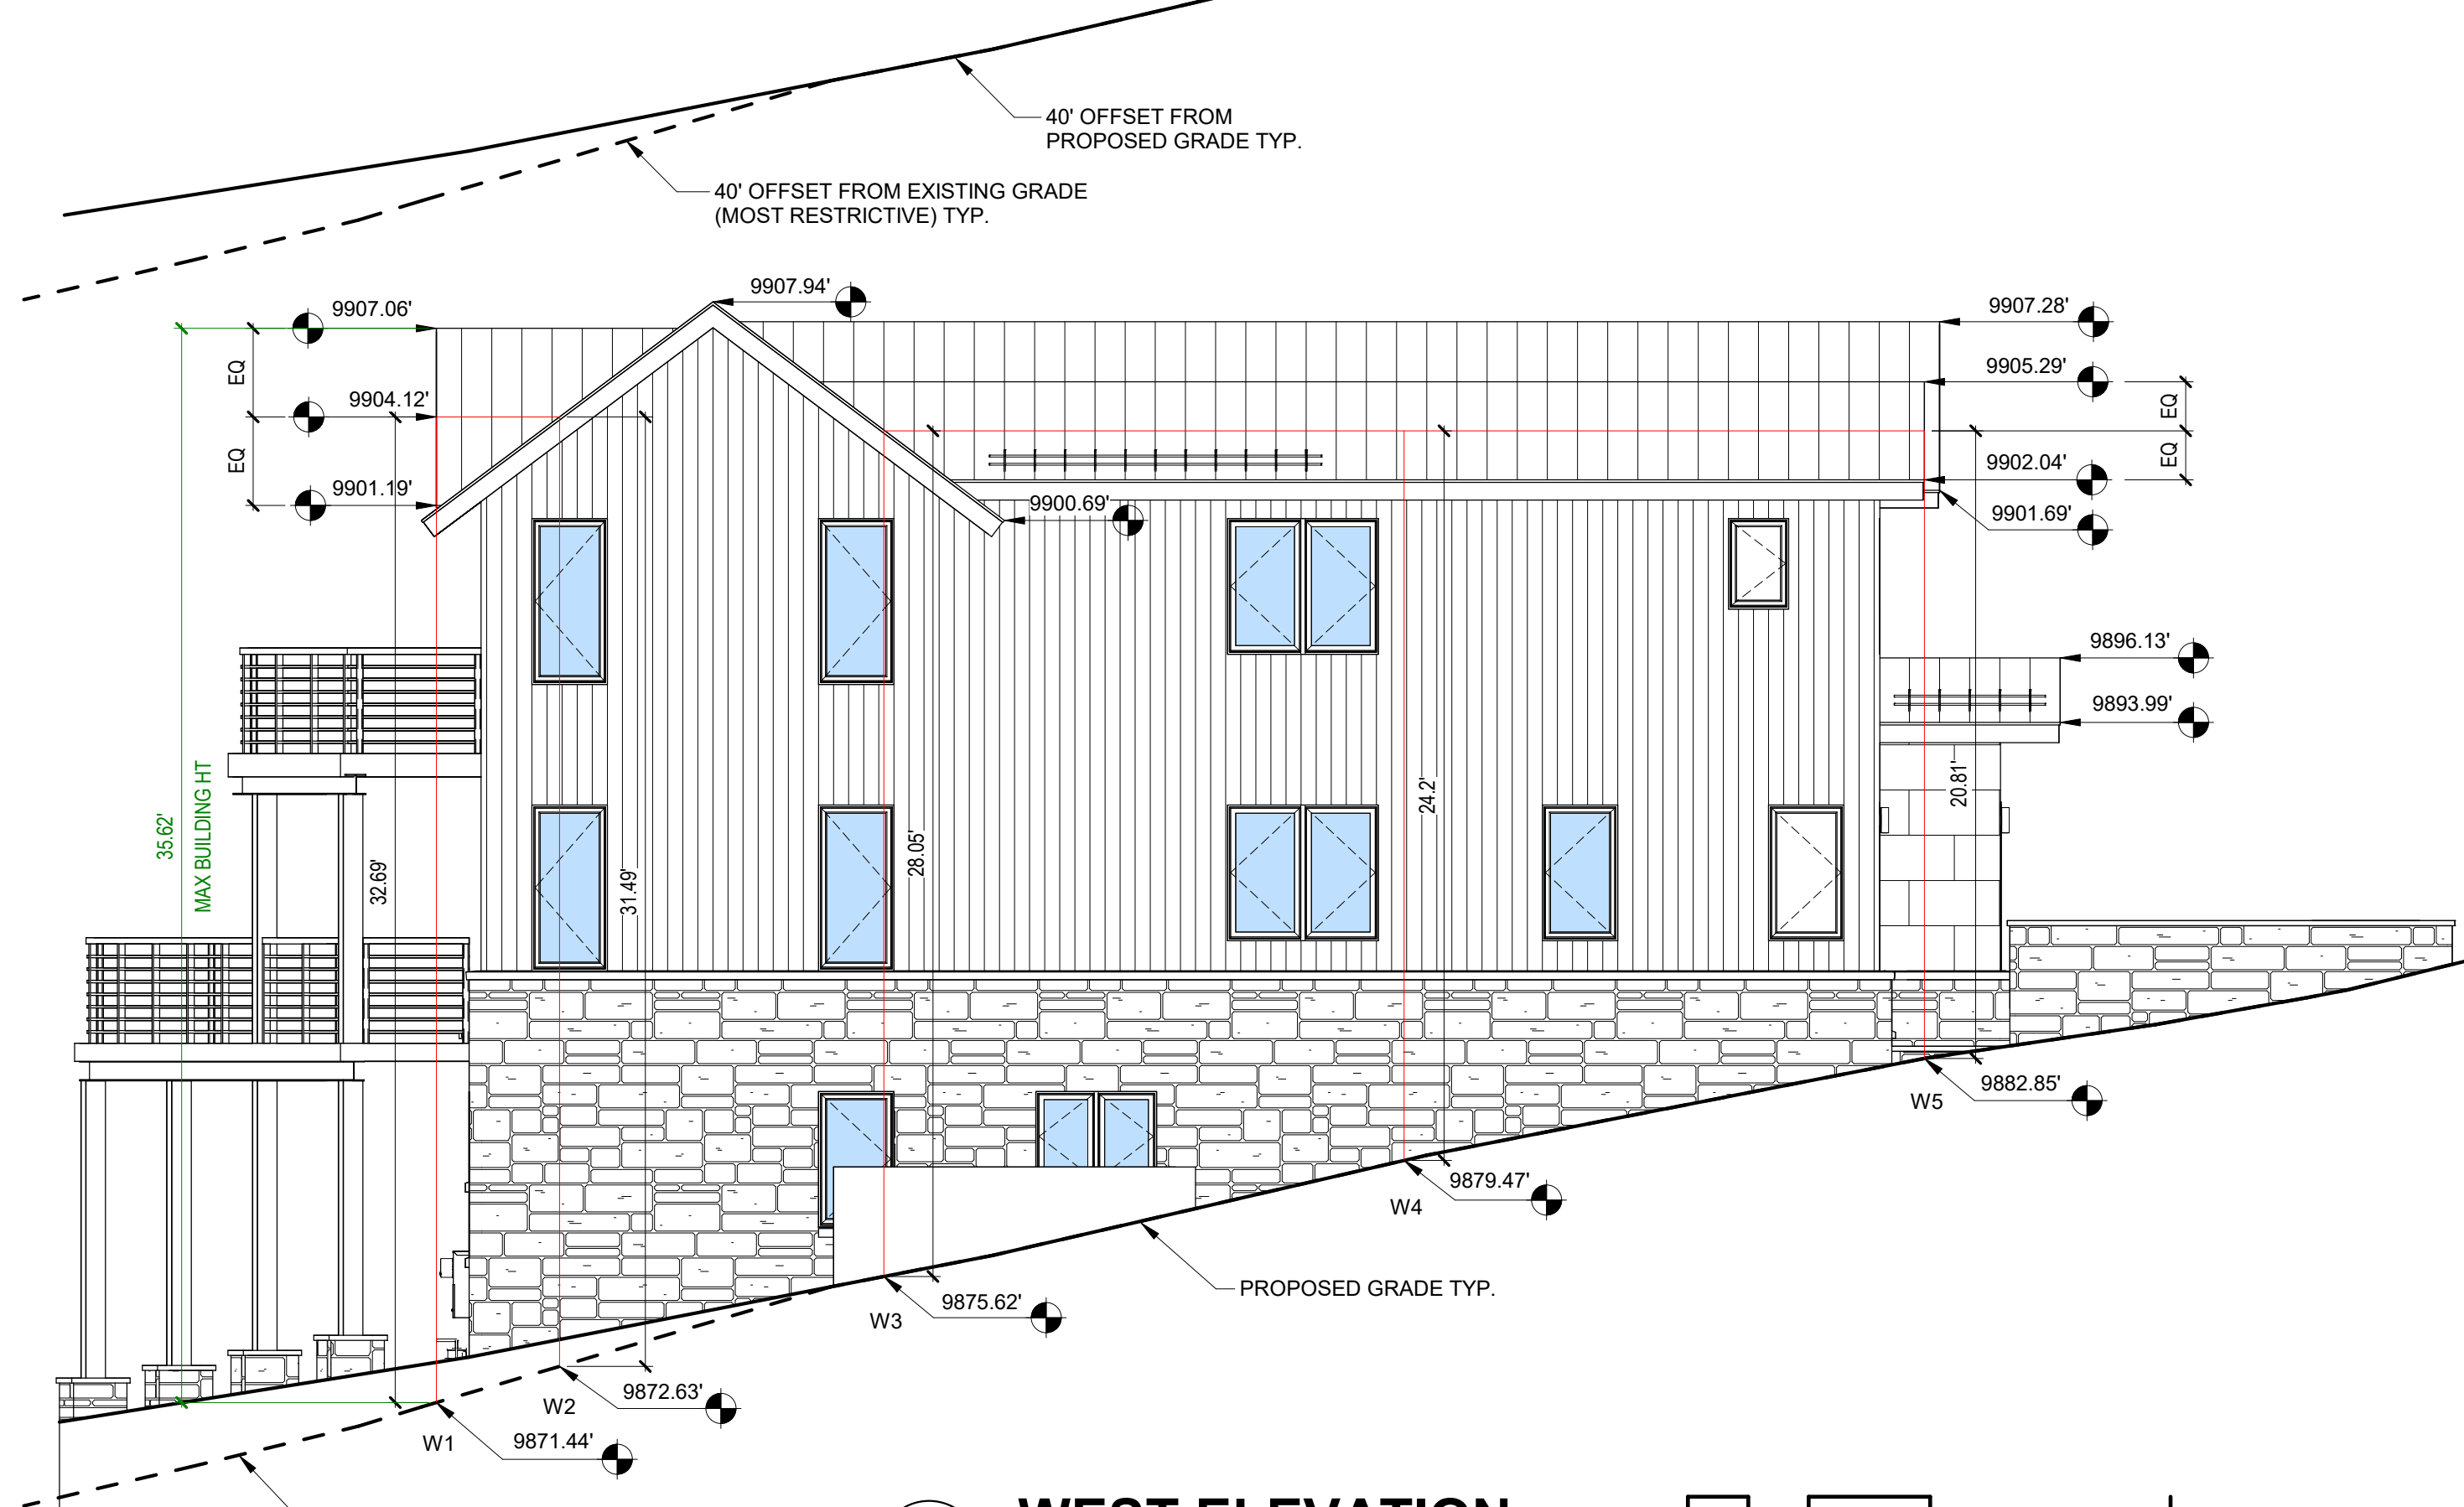 40' OFFSET FROM
PROPOSED GRADE TYP.
40' OFFSET FROM EXISTING GRADE
(MOST RESTRICTIVE) TYP.
9907.94'
9907.06'
9907.28'
EQ
9904.12'
9905.29'
EQ
EQ
9901.19'
9902.04'
EQ
9900.69'
9901.69'
9896.13'
9893.99'
35.62'
MAX BUILDING HT
32.69'
31.49'
28.05'
24.2'
20.81'
W5
9882.85'
W4
9879.47'
PROPOSED GRADE TYP.
W3
9875.62'
W2
9872.63'
W1
9871.44'
WEST ELEVATION